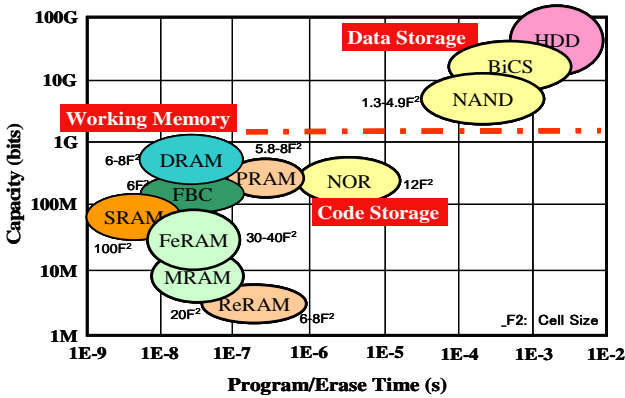 100G
HDD
Data Storage
BiCS
10G
1.3-4.9F²
NAND
Working Memory
1G
5.8-8F²
6-8F²
DRAM
PRAM
NOR
12F²
6F²
FBC
100M
Code Storage
SRAM
100F²
FeRAM
30-40F²
10M
MRAM
20F²
ReRAM
6-8F²
_F2: Cell Size
1M
Capacity (bits)
1E-9 1E-8 1E-7 1E-6 1E-5 1E-4 1E-3 1E-2
Program/Erase Time (s)